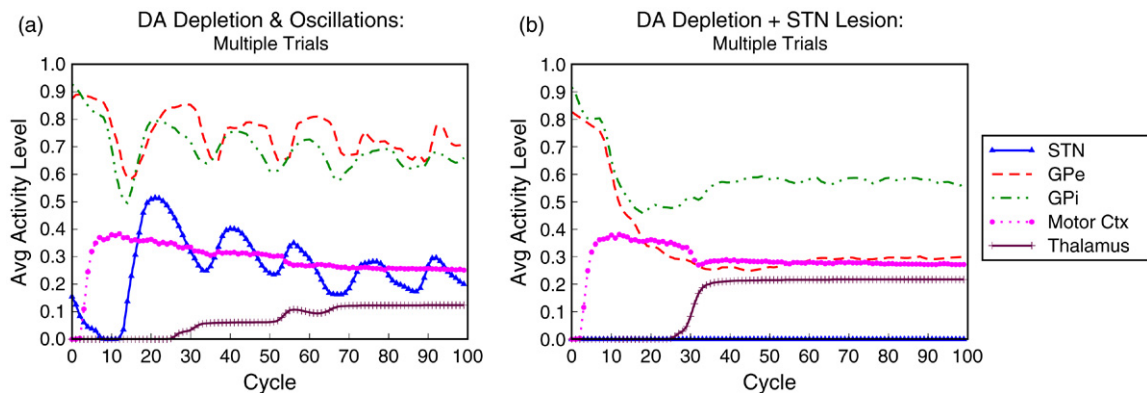 (a)
DA Depletion & Oscillations:
Multiple Trials
Avg Activity Level
1.0
0.9
0.8
0.7
0.6
0.5
0.4
0.3
0.2
0.1
0.0
0 10 20 30 40 50 60 70 80 90 100
Cycle
(b)
DA Depletion + STN Lesion:
Multiple Trials
Avg Activity Level
1.0
0.9
0.8
0.7
0.6
0.5
0.4
0.3
0.2
0.1
0.0
0 10 20 30 40 50 60 70 80 90 100
Cycle
STN
GPe
GPi
Motor Ctx
Thalamus